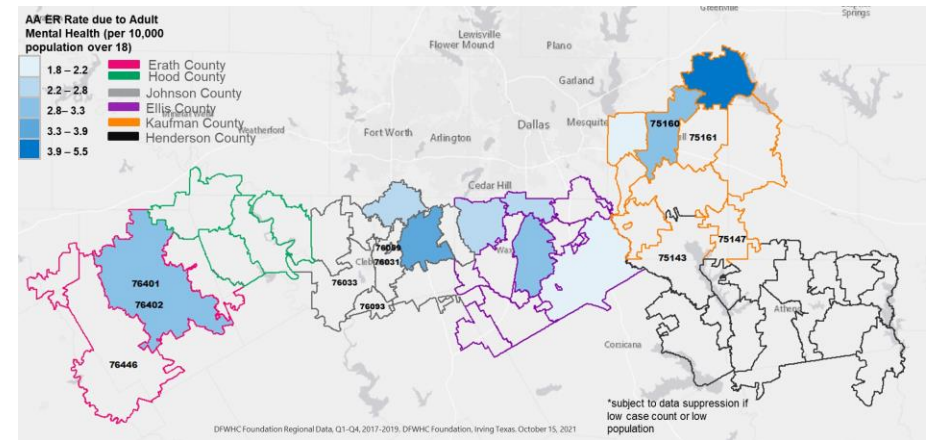 AA ER Rate due to Adult
Mental Health (per 10,000
population over 18)
1.8 – 2.2
2.2 – 2.8
2.8 – 3.3
3.3 – 3.9
3.9 – 5.5
Erath County
Hood County
Johnson County
Ellis County
Kaufman County
Henderson County
Greenville
Springs
Lewisville
Flower Mound
Plano
Garland
Weatherford
Fort Worth
Arlington
Dallas
Mesquite
75160
75161
Cedar Hill
76031
76033
76093
75147
75143
76401
76402
76446
Athens
Corsicana
*subject to data suppression if
low case count or low
population
DFWHC Foundation Regional Data, Q1-Q4, 2017-2019, DFWHC Foundation, Irving Texas, October 15, 2021